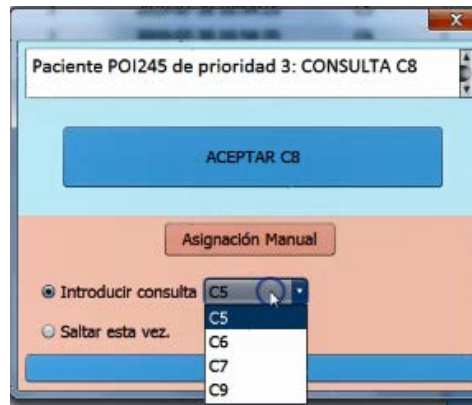 Paciente POI245 de prioridad 3: CONSULTA C8
ACEPTAR C8
Asignación Manual
Introducir consulta C5
C5
Saltar esta vez.
C6
C7
C9